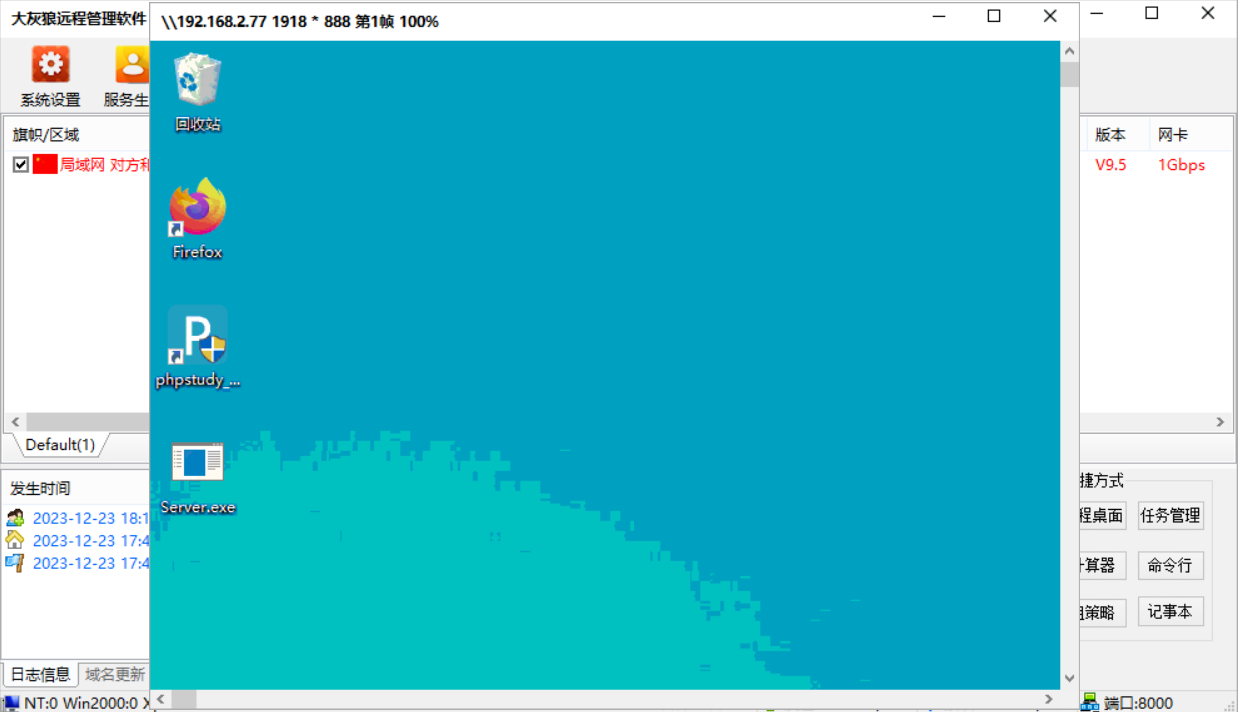 大灰狼远程管理软件
\\192.168.2.77 1918 * 888 第1帧 100%
系统设置
服务生
旗帜/区域
版本
网卡
局域网 对方和
V9.5
1Gbps
回收站
Firefox
phpstudy_...
Server.exe
Default(1)
发生时间
捷方式
2023-12-23 18:1
程桌面
任务管理
2023-12-23 17:4
2023-12-23 17:4
计算器
命令行
组策略
记事本
日志信息
域名更新
NT:0 Win2000:0 X
端口:8000